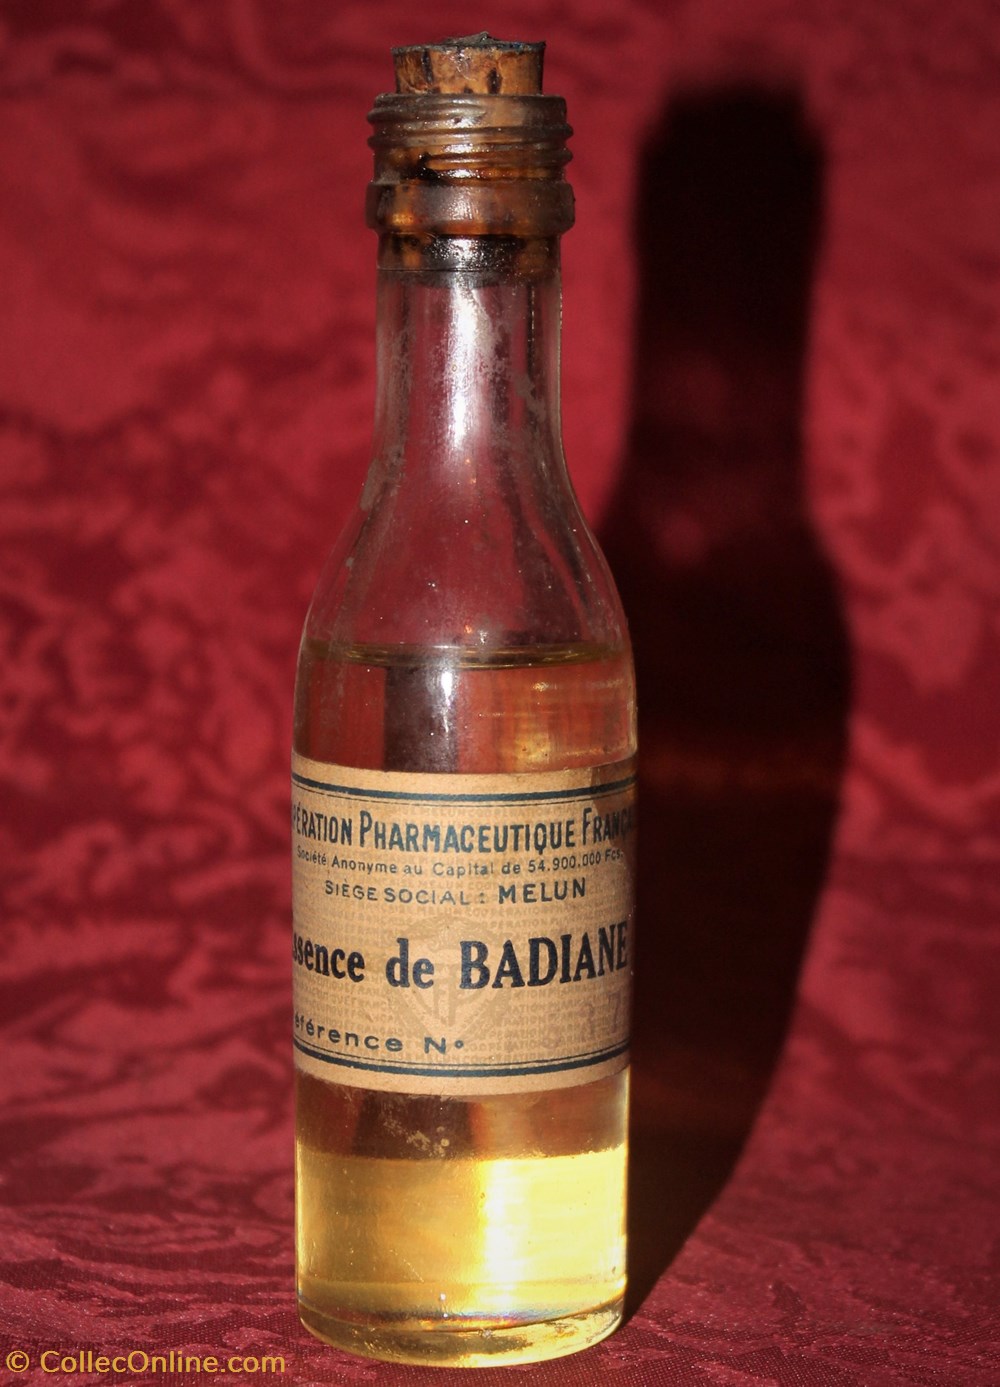 PÉRATION PHARMACEUTIQUE FRANÇA
Société Anonyme au Capital de 54.900.000 Fcs
SIÈGE SOCIAL : MELUN
ssence de BADIANE
éférence N°
© CollecOnline.com